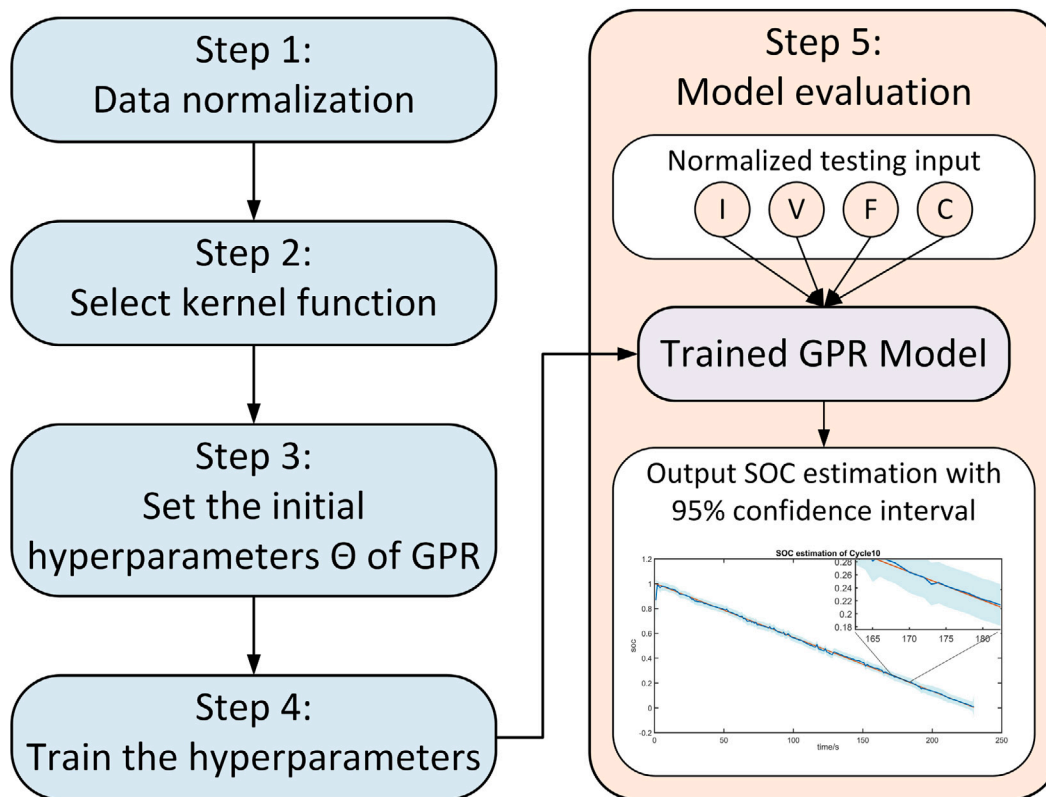 Step 1:
Data normalization
Step 2:
Select kernel function
Step 3:
Set the initial
hyperparameters Θ of GPR
Step 4:
Train the hyperparameters
Step 5:
Model evaluation
Normalized testing input
I V F C
Trained GPR Model
Output SOC estimation with
95% confidence interval
SOC estimation of Cycle10
1.2
1
0.8
0.6
0.4
0.2
0
-0.2
soc
0 50 100 150 200 250
time/s
0.28
0.26
0.24
0.22
0.2
0.18
165 170 175 180